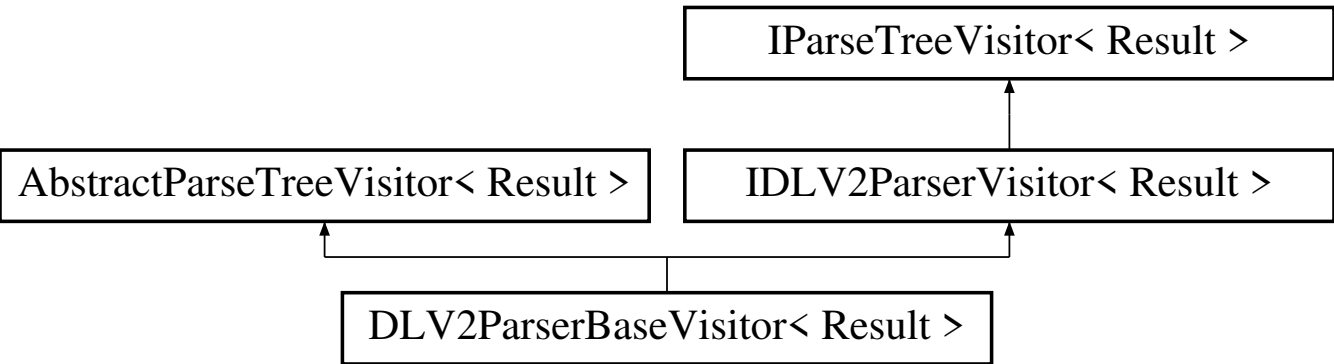 IParseTreeVisitor< Result >
AbstractParseTreeVisitor< Result >
IDLV2ParserVisitor< Result >
DLV2ParserBaseVisitor< Result >